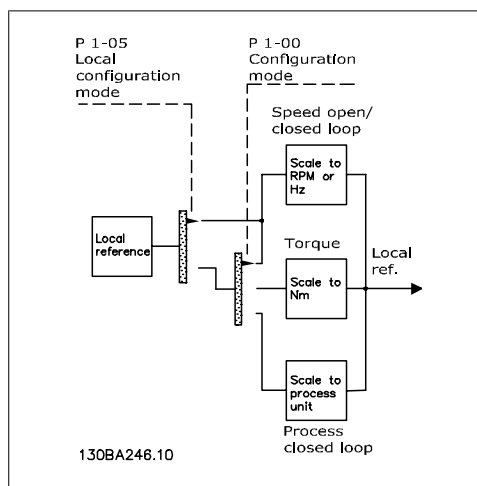 P 1-05
Local
configuration
mode
P 1-00
Configuration
mode
Speed open/
closed loop
Scale to
RPM or
Hz
Local
reference
Torque
Scale to
Nm
Local
ref.
Scale to
process
unit
Process
closed loop
130BA246.10